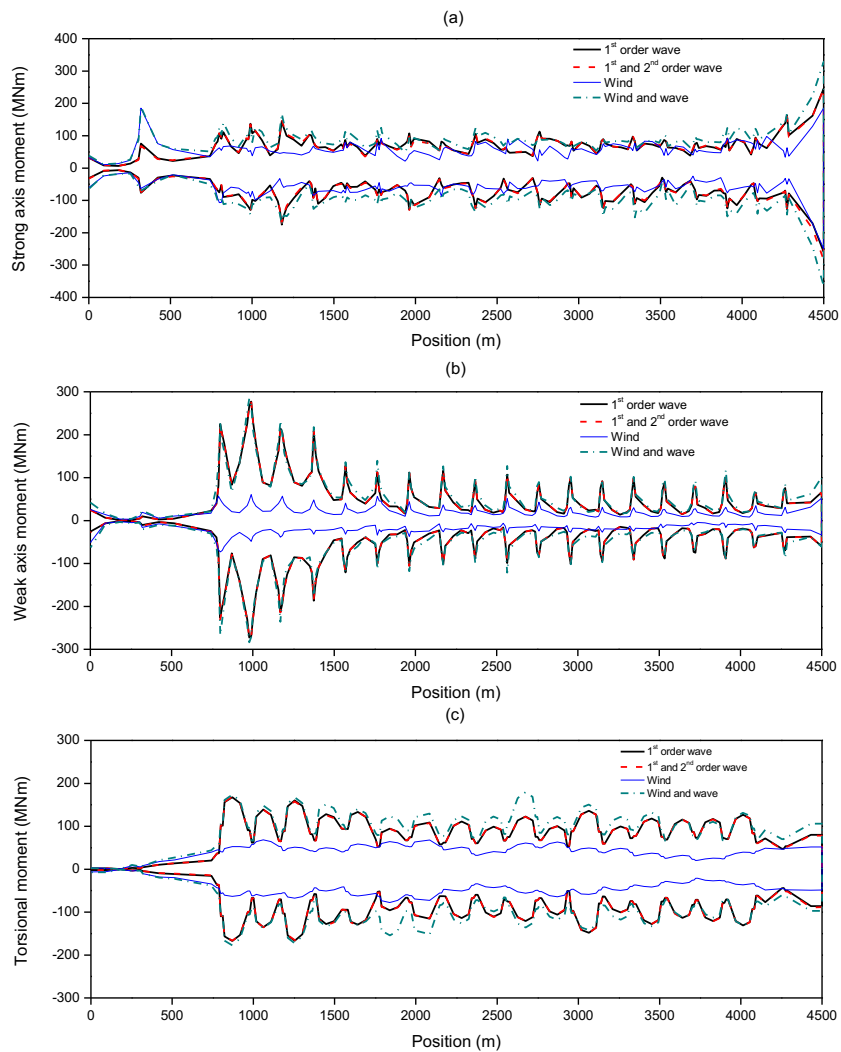 (a)
400
300
200
100
0
-100
-200
-300
-400
Strong axis moment (MNm)
1st order wave
1st and 2nd order wave
Wind
Wind and wave
0 500 1000 1500 2000 2500 3000 3500 4000 4500
Position (m)
(b)
300
200
100
0
-100
-200
-300
Weak axis moment (MNm)
1st order wave
1st and 2nd order wave
Wind
Wind and wave
0 500 1000 1500 2000 2500 3000 3500 4000 4500
Position (m)
(c)
300
200
100
0
-100
-200
-300
Torsional moment (MNm)
1st order wave
1st and 2nd order wave
Wind
Wind and wave
0 500 1000 1500 2000 2500 3000 3500 4000 4500
Position (m)